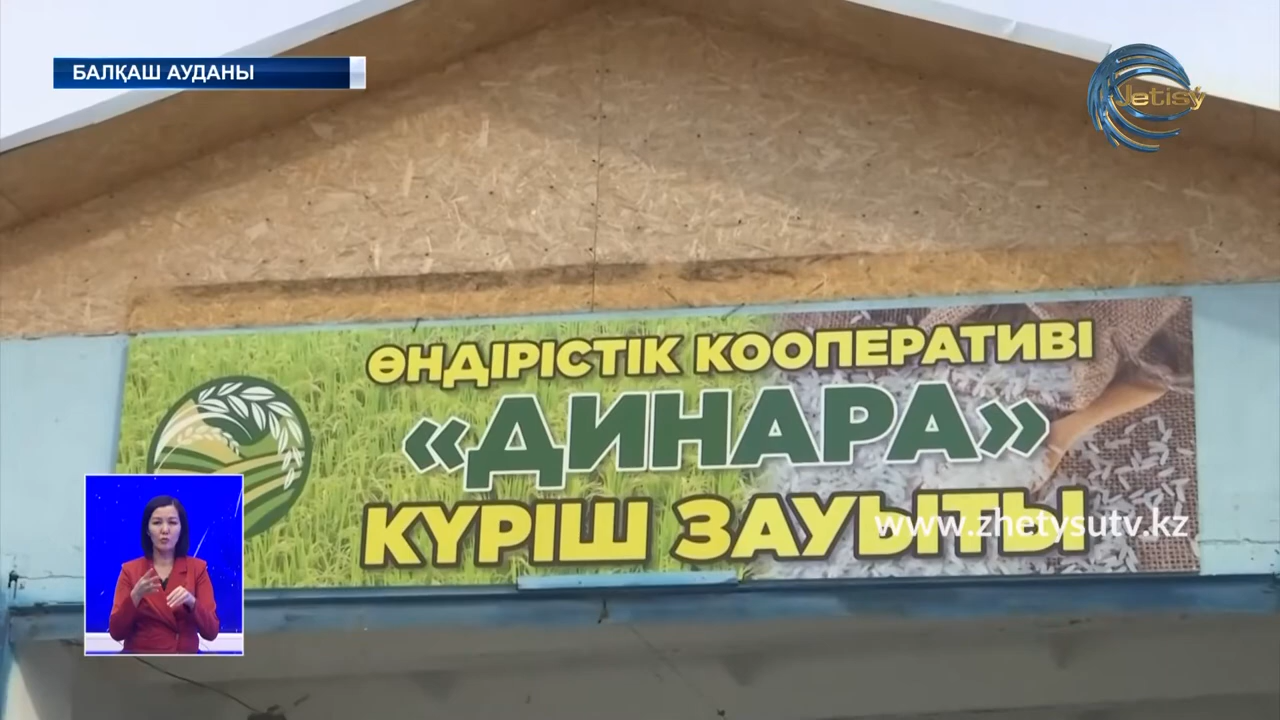 БАЛҚАШ АУДАНЫ
Jetisý
ӨНДІРІСТІК КООПЕРАТИВІ
«ДИНАРА»
КҮРІШ ЗАУЫТЫ
www.zhetysutv.kz